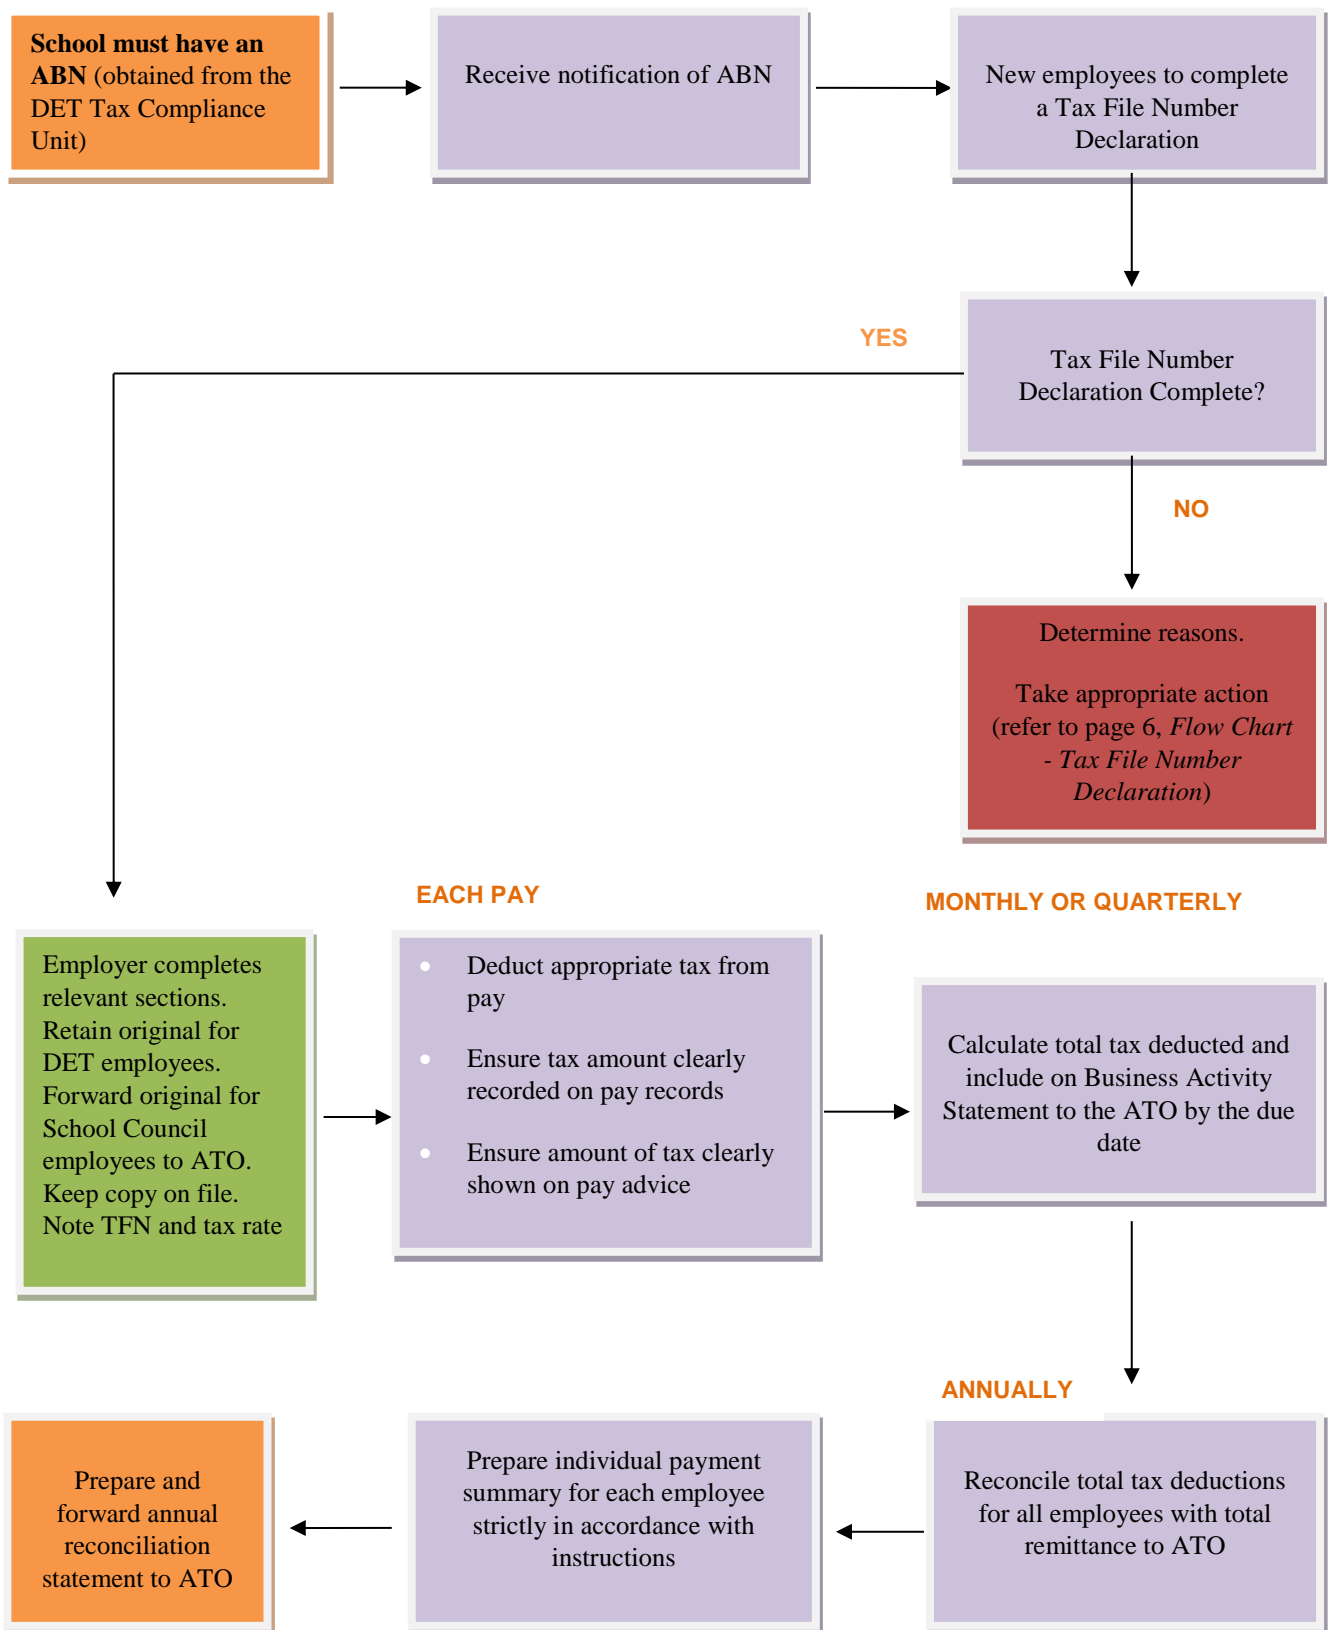 School must have an
ABN (obtained from the
DET Tax Compliance
Unit)
Receive notification of ABN
New employees to complete
a Tax File Number
Declaration
YES
Tax File Number
Declaration Complete?
NO
Determine reasons.
Take appropriate action
(refer to page 6, Flow Chart
- Tax File Number
Declaration)
EACH PAY
MONTHLY OR QUARTERLY
Employer completes
relevant sections.
Retain original for
DET employees.
Forward original for
School Council
employees to ATO.
Keep copy on file.
Note TFN and tax rate
• Deduct appropriate tax from
pay
• Ensure tax amount clearly
recorded on pay records
• Ensure amount of tax clearly
shown on pay advice
Calculate total tax deducted and
include on Business Activity
Statement to the ATO by the due
date
ANNUALLY
Prepare and
forward annual
reconciliation
statement to ATO
Prepare individual payment
summary for each employee
strictly in accordance with
instructions
Reconcile total tax deductions
for all employees with total
remittance to ATO